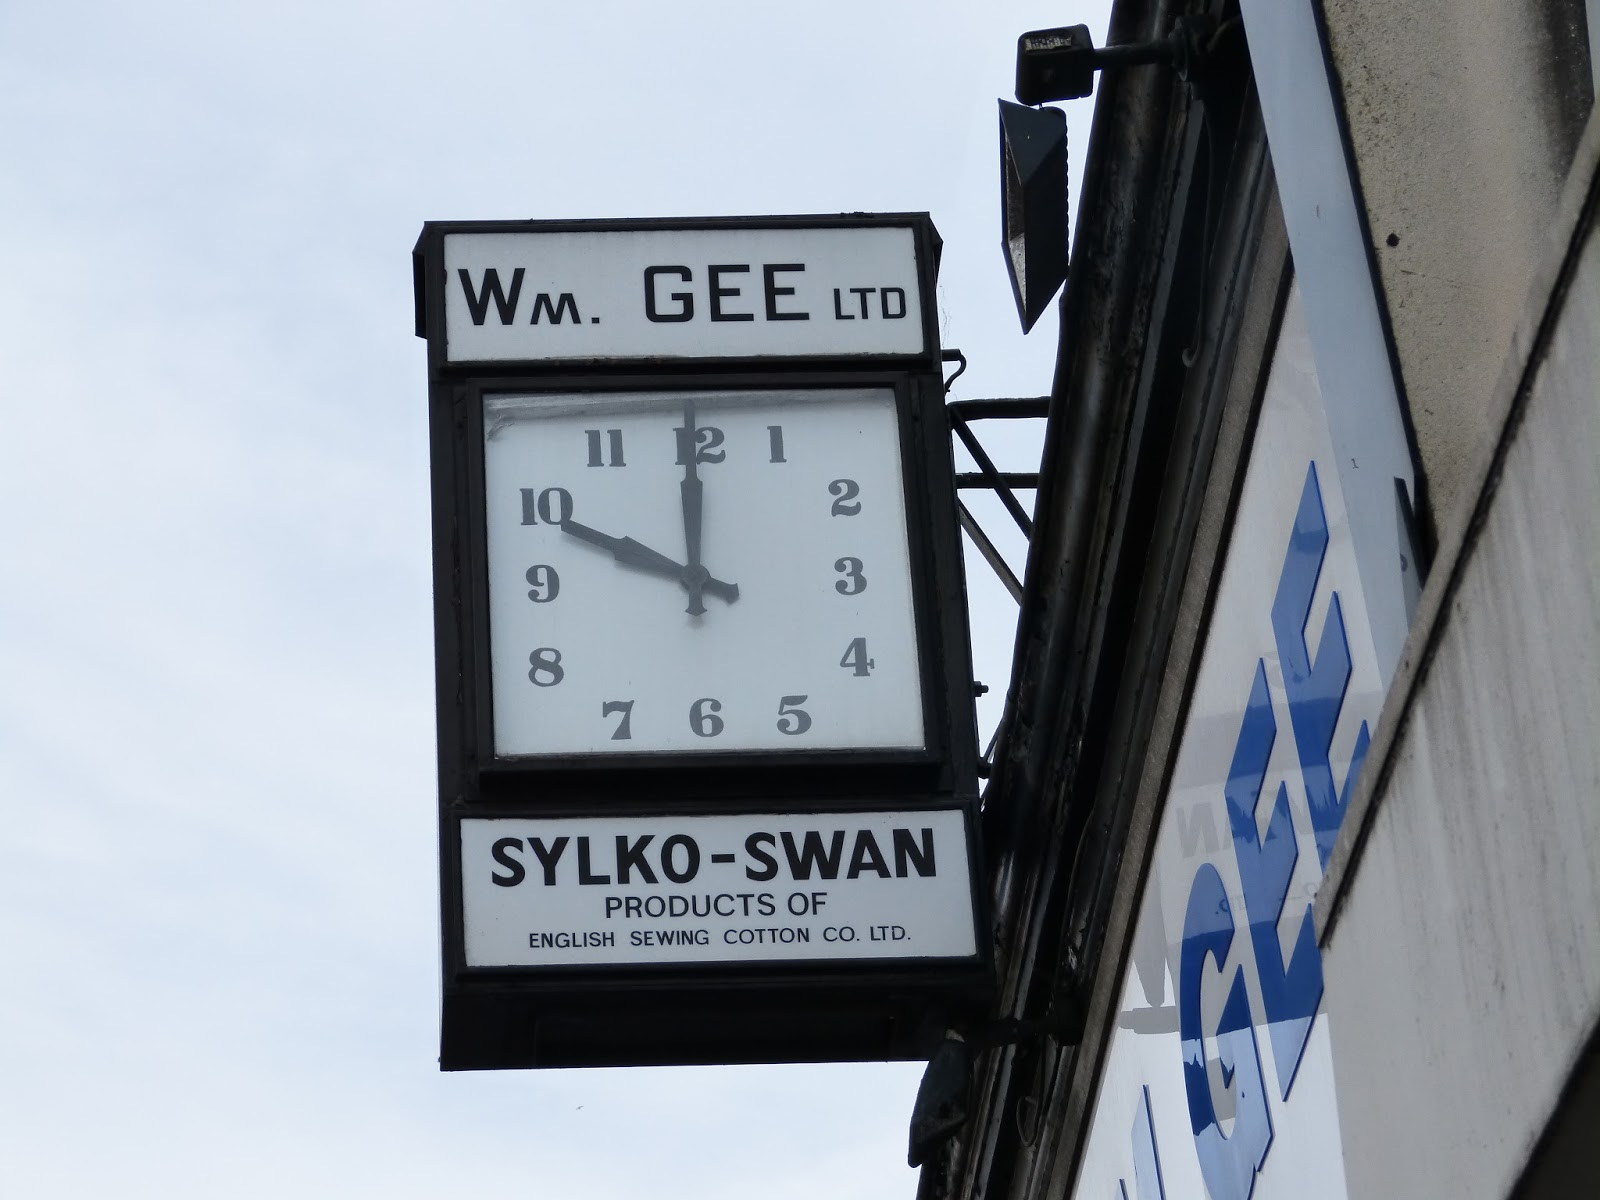 Wm. GEE LTD
11 12 1
10 2
9 3
8 4
7 6 5
SYLKO-SWAN
PRODUCTS OF
ENGLISH SEWING COTTON CO. LTD.
GEE